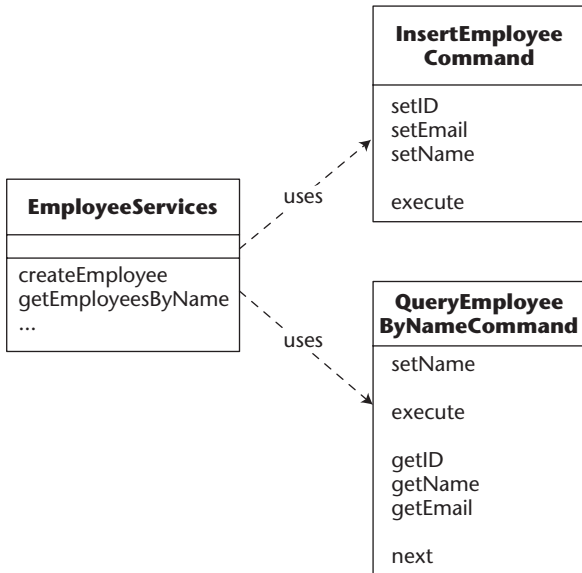 InsertEmployee
Command
setID
setEmail
setName
execute
uses
EmployeeServices
createEmployee
getEmployeesByName
...
uses
QueryEmployee
ByNameCommand
setName
execute
getID
getName
getEmail
next